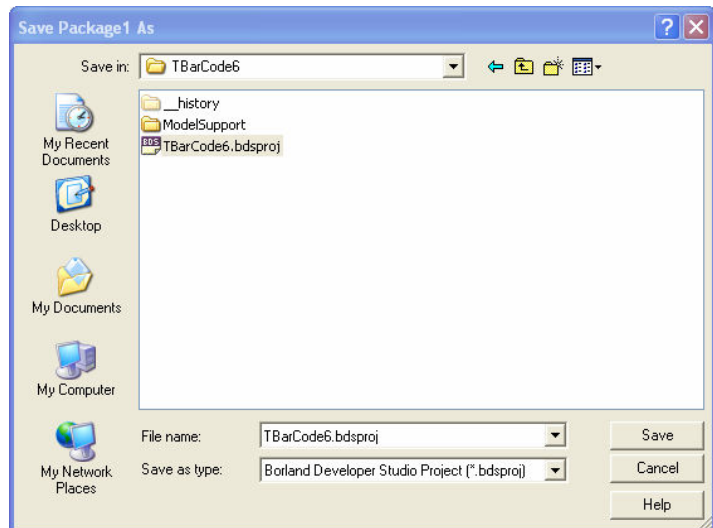 Save Package1 As
Save in: TBarCode6
__history
ModelSupport
BDS TBarCode6.bdsproj
My Recent
Documents
Desktop
My Documents
My Computer
My Network
Places
File name: TBarCode6.bdsproj Save
Save as type: Borland Developer Studio Project (*.bdsproj) Cancel
Help